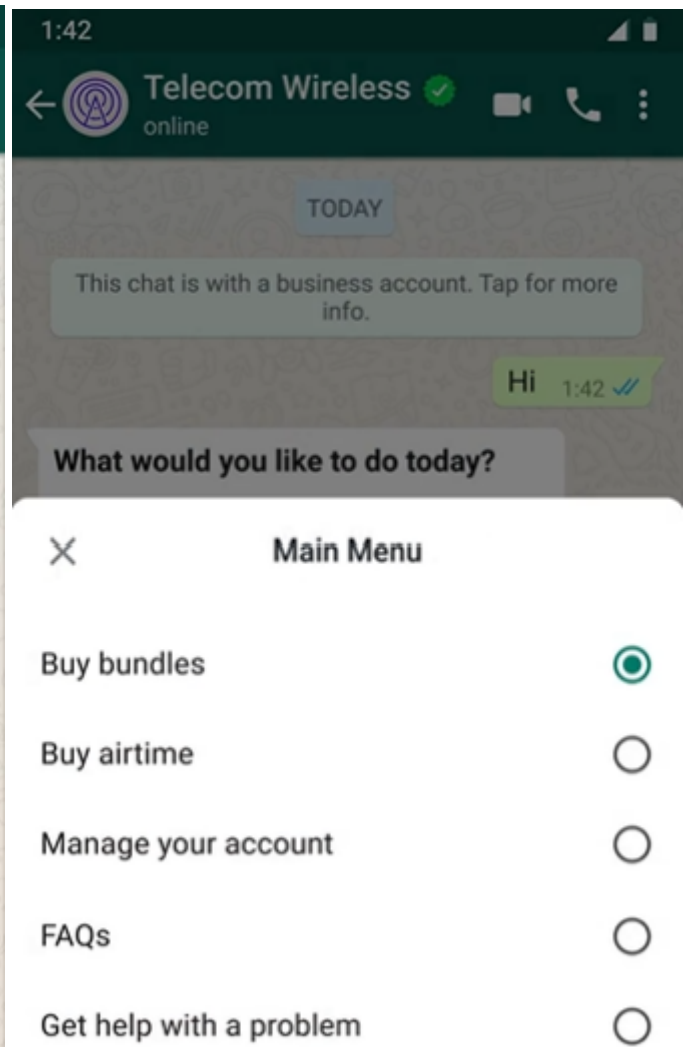 1:42
Telecom Wireless
online
TODAY
This chat is with a business account. Tap for more
info.
Hi 1:42
What would you like to do today?
Main Menu
Buy bundles
Buy airtime
Manage your account
FAQs
Get help with a problem